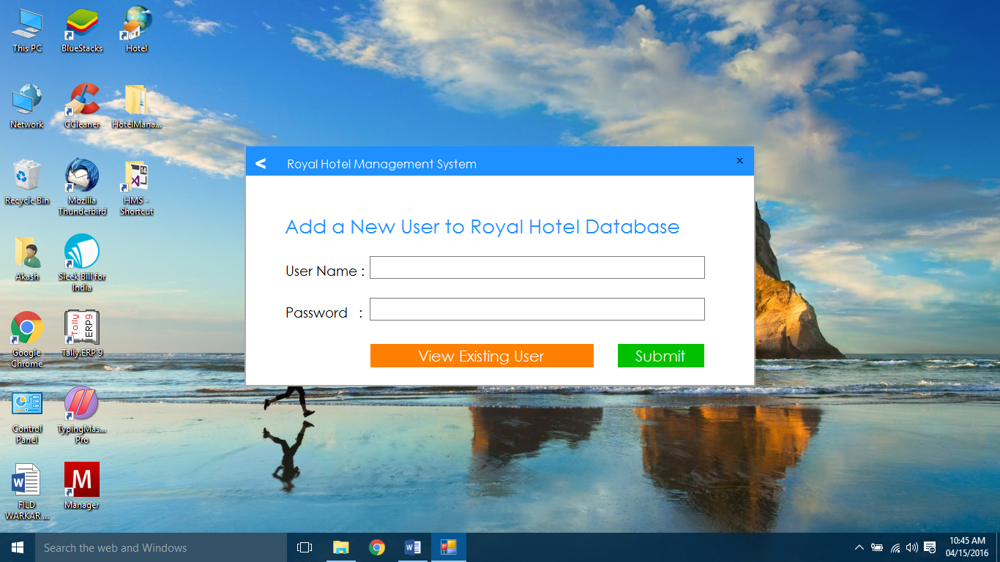 This PC
BlueStacks
Hotel
Network
CCleaner
HotelMana...
Recycle Bin
Mozilla
Thunderbird
HMS -
Shortcut
Akash
Sleek Bill for
India
Google
Chrome
Tally
ERP9
Tally.ERP 9
Control
Panel
TypingMas...
Pro
FILD
WARKAR ...
M
Manager
< Royal Hotel Management System x
Add a New User to Royal Hotel Database
User Name :
Password :
View Existing User Submit
Search the web and Windows
10:45 AM
04/15/2016